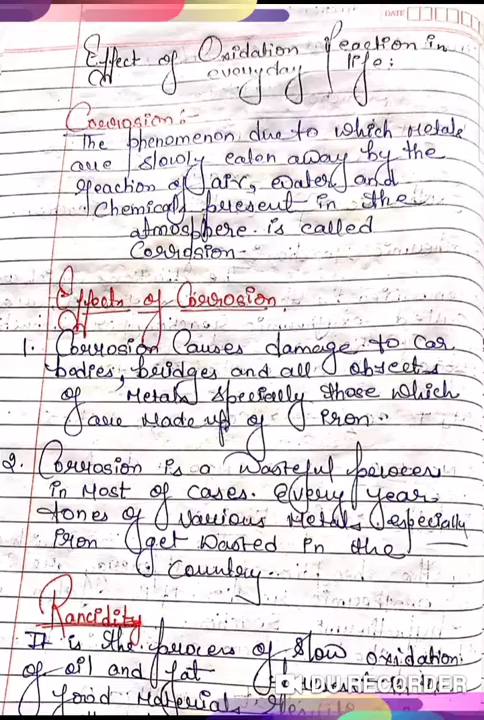 DATE
Effect of Oxidation Reaction in
everyday life:
Corrosion:-
The phenomenon due to which metals
are slowly eaten away by the
reaction of air, water and
chemicals present in the
atmosphere is called
Corrosion-
Effects of Corrosion
1. Corrosion Causes damage to car
bodies, bridges and all objects
of metals specially those which
are made up of Iron.
2. Corrosion is a wasteful process
in Most of cases. Every year
tones of various Metals especially
Iron get wasted in the
country.
Rancidity
It is the process of slow oxidation
of oil and fat
food Materials
DU RECORDER